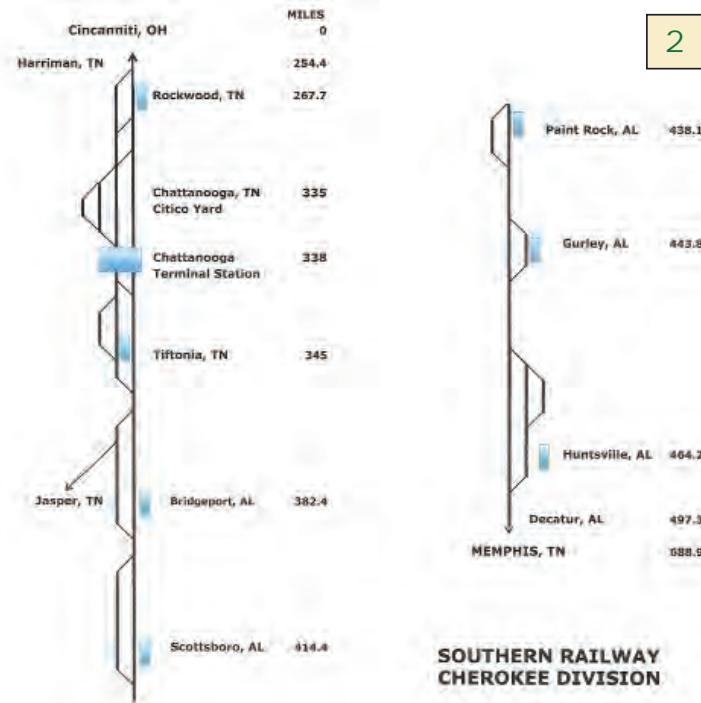 MILES
Cincanniti, OH 0
Harriman, TN 254.4
Rockwood, TN 267.7
Chattanooga, TN 335
Citico Yard
Chattanooga 338
Terminal Station
Tiftonia, TN 345
Jasper, TN
Bridgeport, AL 382.4
Scottsboro, AL 414.4
2
Paint Rock, AL 438.1
Gurley, AL 443.8
Huntsville, AL 464.2
Decatur, AL 497.3
MEMPHIS, TN 688.9
SOUTHERN RAILWAY
CHEROKEE DIVISION